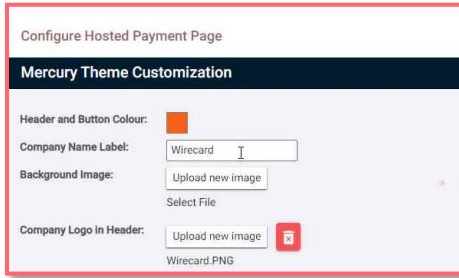 Configure Hosted Payment Page
Mercury Theme Customization
Header and Button Colour:
Company Name Label: Wirecard
Background Image: Upload new image
Select File
Company Logo in Header: Upload new image
Wirecard.PNG